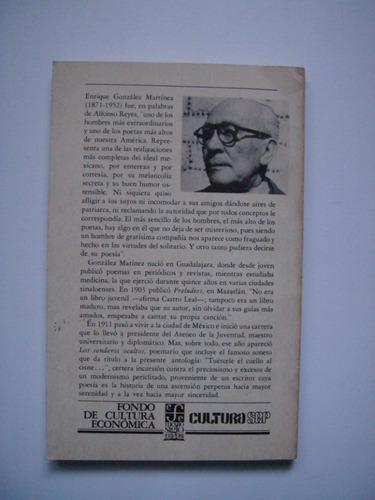 Enrique González Martínez
(1871-1952) fue, en palabras
de Alfonso Reyes, "uno de los
hombres más extraordinarios
y uno de los poetas más altos
de nuestra América. Repre-
senta una de las realizaciones
más completas del ideal me-
xicano, por entereza y por
cortesía, por su melancolía
secreta y su buen humor os-
tensible. Ni siquiera quiso
afligir a los suyos ni incomodar a sus amigos dándose aires de
patriarca, ni reclamando la autoridad que por todos conceptos le
correspondía. El más sencillo de los hombres, el más alto de los
poetas, hay algo en él que no deja de ser misterioso, pues siendo
un hombre de gratísima compañía nos aparece como fraguado y
hecho en las virtudes del solitario. Y otro tanto pudiera decirse
de su poesía".
González Martínez nació en Guadalajara, donde desde joven
publicó poemas en periódicos y revistas, mientras estudiaba
medicina, la que ejerció durante quince años en varias ciudades
sinaloenses. En 1903 publicó Preludios, en Mazatlán. "No era
un libro juvenil —afirma Castro Leal—; tampoco era un libro
maduro, mas revelaba que su autor, sin olvidar a sus guías más
amados, empezaba a cantar su propia canción."
En 1911 pasó a vivir a la ciudad de México e inició una carrera
que lo llevó a presidente del Ateneo de la Juventud, maestro
universitario y diplomático. Mas, sobre todo, ese año apareció
Los senderos ocultos, poemario que incluye el famoso soneto
que da título a la presente antología: "Tuércele el cuello al
cisne...", certera incursión contra el preciosismo y excesos de
un modernismo periclitado, proveniente de un escritor cuya
poesía es la historia de una ascensión perpetua hacia mayor
serenidad y a la vez hacia mayor sinceridad.
FONDO
DE CULTURA
ECONÓMICA
CULTURA SEP